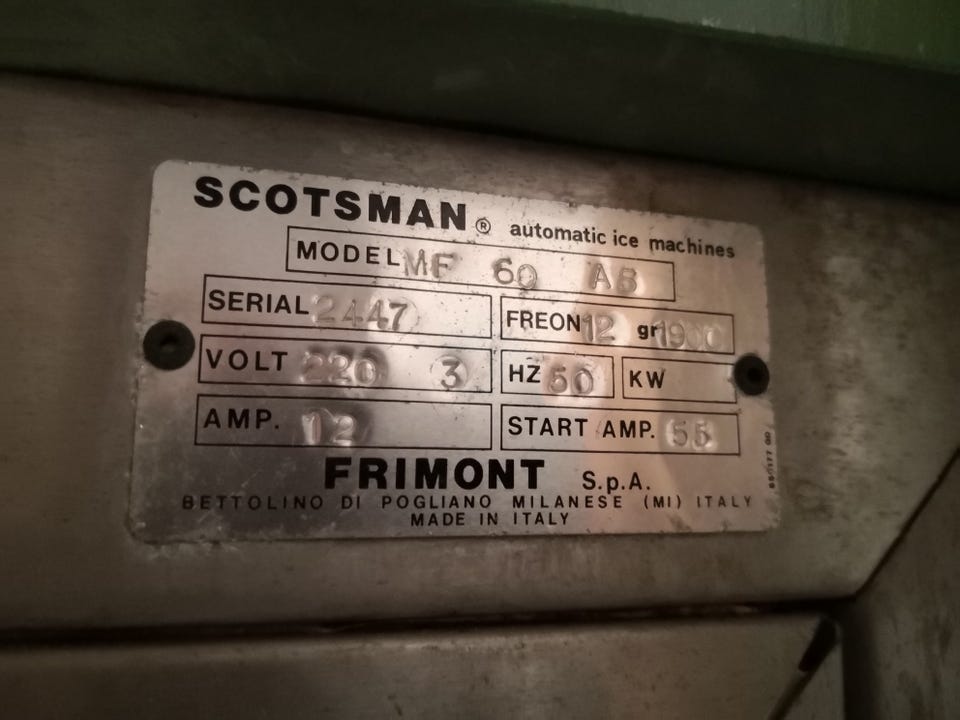 SCOTSMAN ® automatic ice machines
MODEL MF 60 AS
SERIAL 2447 FREON 12 gr 1900
VOLT 220 3 HZ 50 KW
AMP. 12 START AMP. 55
FRIMONT S.p.A.
BETTOLINO DI POGLIANO MILANESE (MI) ITALY
MADE IN ITALY